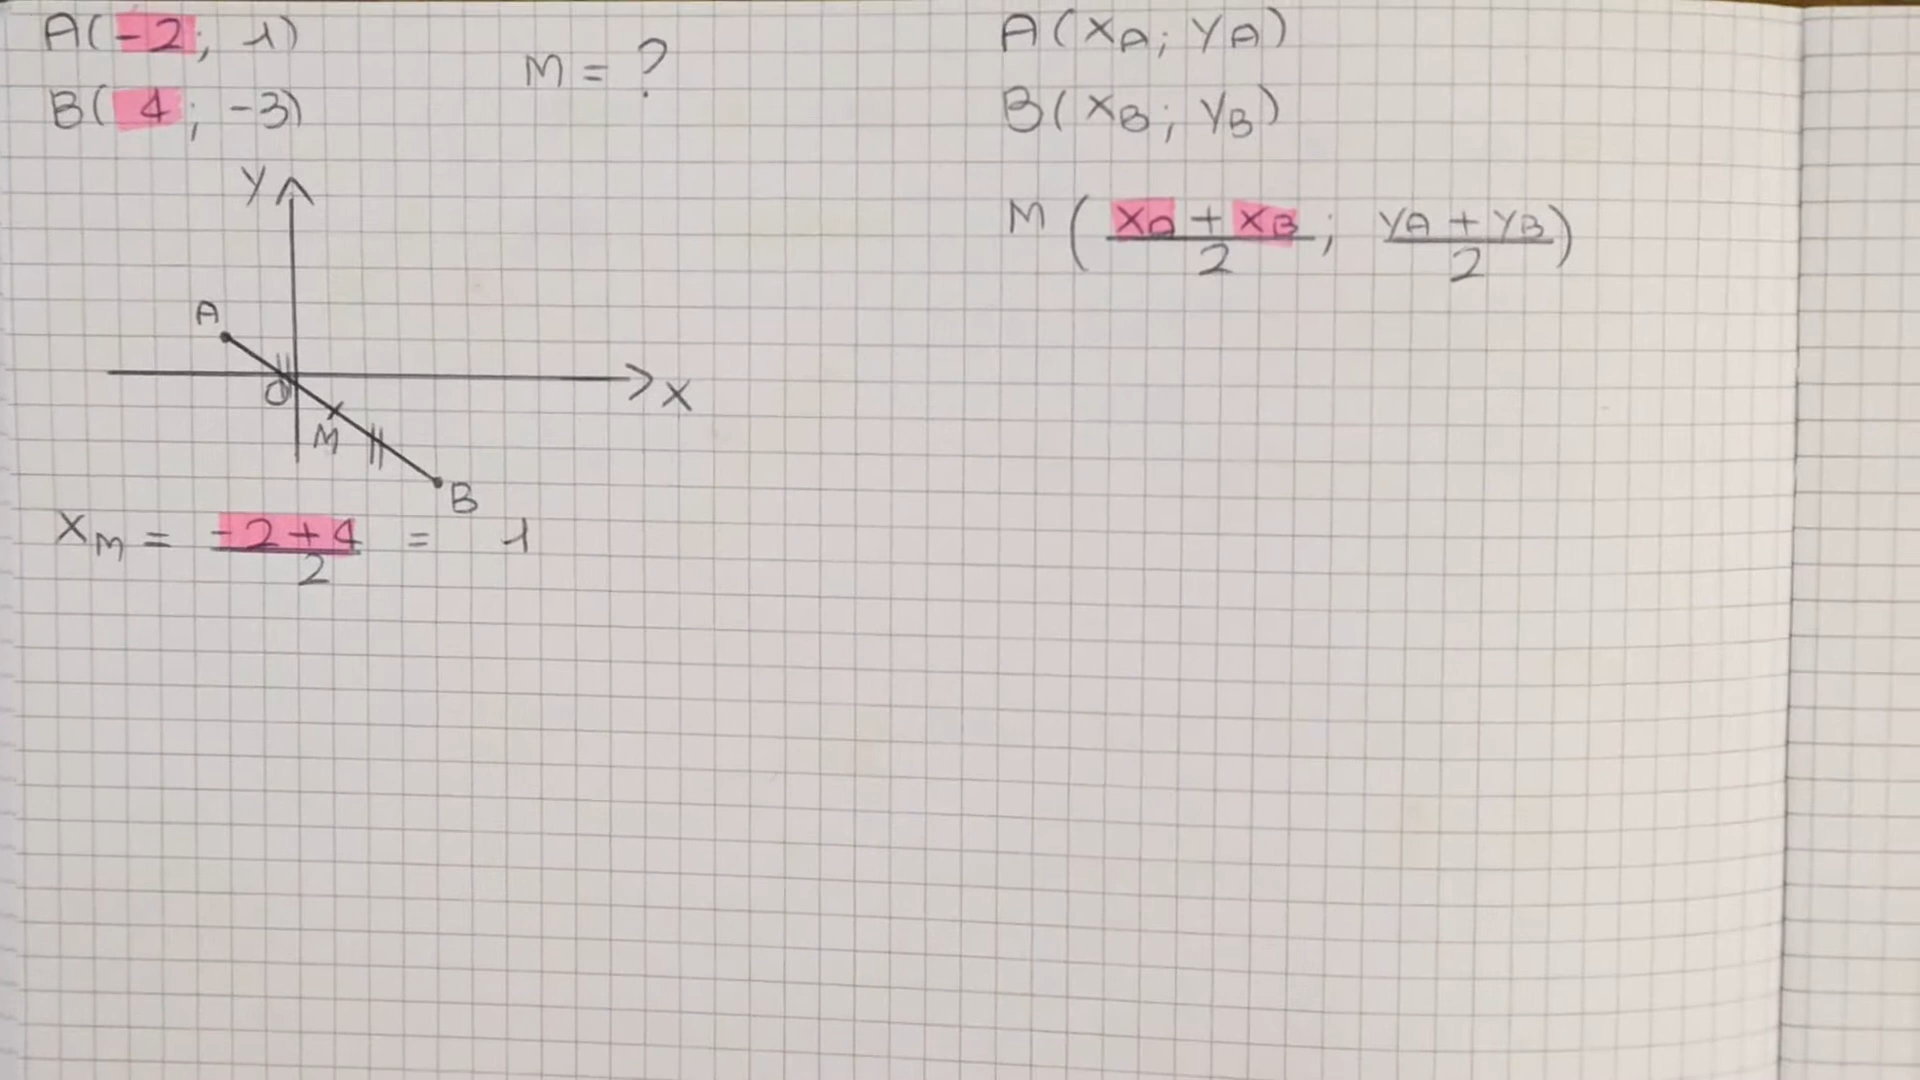 A(-2; 1)
B(4; -3)
M = ?
A(XA; YA)
B(XB; YB)
M(XA + XB / 2; YA + YB / 2)
Y
A
O
X
M
B
XM = -2+4 / 2 = 1